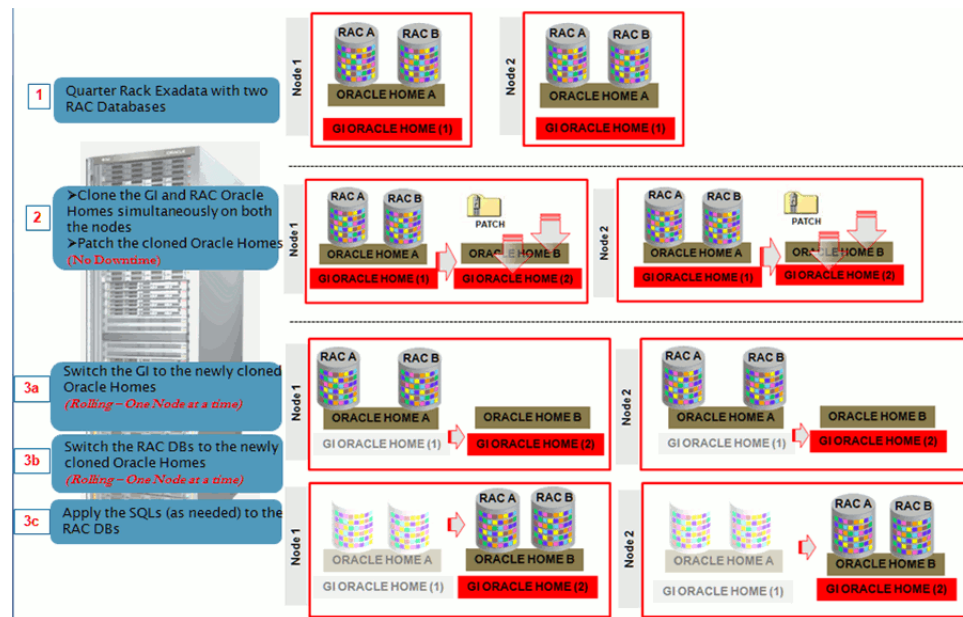 1
Quarter Rack Exadata with two
RAC Databases
Node 1
RAC A
RAC B
ORACLE HOME A
GI ORACLE HOME (1)
Node 2
RAC A
RAC B
ORACLE HOME A
GI ORACLE HOME (1)
2
➢Clone the GI and RAC Oracle
Homes simultaneously on both
the nodes
➢Patch the cloned Oracle Homes
(No Downtime)
Node 1
RAC A
RAC B
ORACLE HOME A
GI ORACLE HOME (1)
PATCH
ORACLE HOME B
GI ORACLE HOME (2)
Node 2
RAC A
RAC B
ORACLE HOME A
GI ORACLE HOME (1)
PATCH
ORACLE HOME B
GI ORACLE HOME (2)
3a
Switch the GI to the newly cloned
Oracle Homes
(Rolling – One Node at a time)
Node 1
RAC A
RAC B
ORACLE HOME A
GI ORACLE HOME (1)
ORACLE HOME B
GI ORACLE HOME (2)
Node 2
RAC A
RAC B
ORACLE HOME A
GI ORACLE HOME (1)
ORACLE HOME B
GI ORACLE HOME (2)
3b
Switch the RAC DBs to the newly
cloned Oracle Homes
(Rolling – One Node at a time)
3c
Apply the SQLs (as needed) to the
RAC DBs
Node 1
ORACLE HOME A
GI ORACLE HOME (1)
RAC A
RAC B
ORACLE HOME B
GI ORACLE HOME (2)
Node 2
ORACLE HOME A
GI ORACLE HOME (1)
RAC A
RAC B
ORACLE HOME B
GI ORACLE HOME (2)